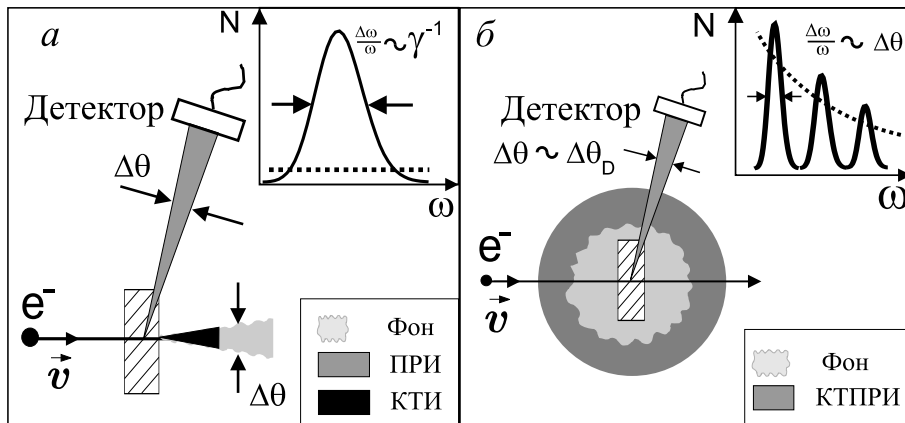 а
N
Δω/ω ~ γ⁻¹
ω
Детектор
Δθ
e⁻
v⃗
Δθ
Фон
ПРИ
КТИ
б
N
Δω/ω ~ Δθ
ω
Детектор
Δθ ~ Δθ_D
e⁻
v⃗
Фон
КТПРИ